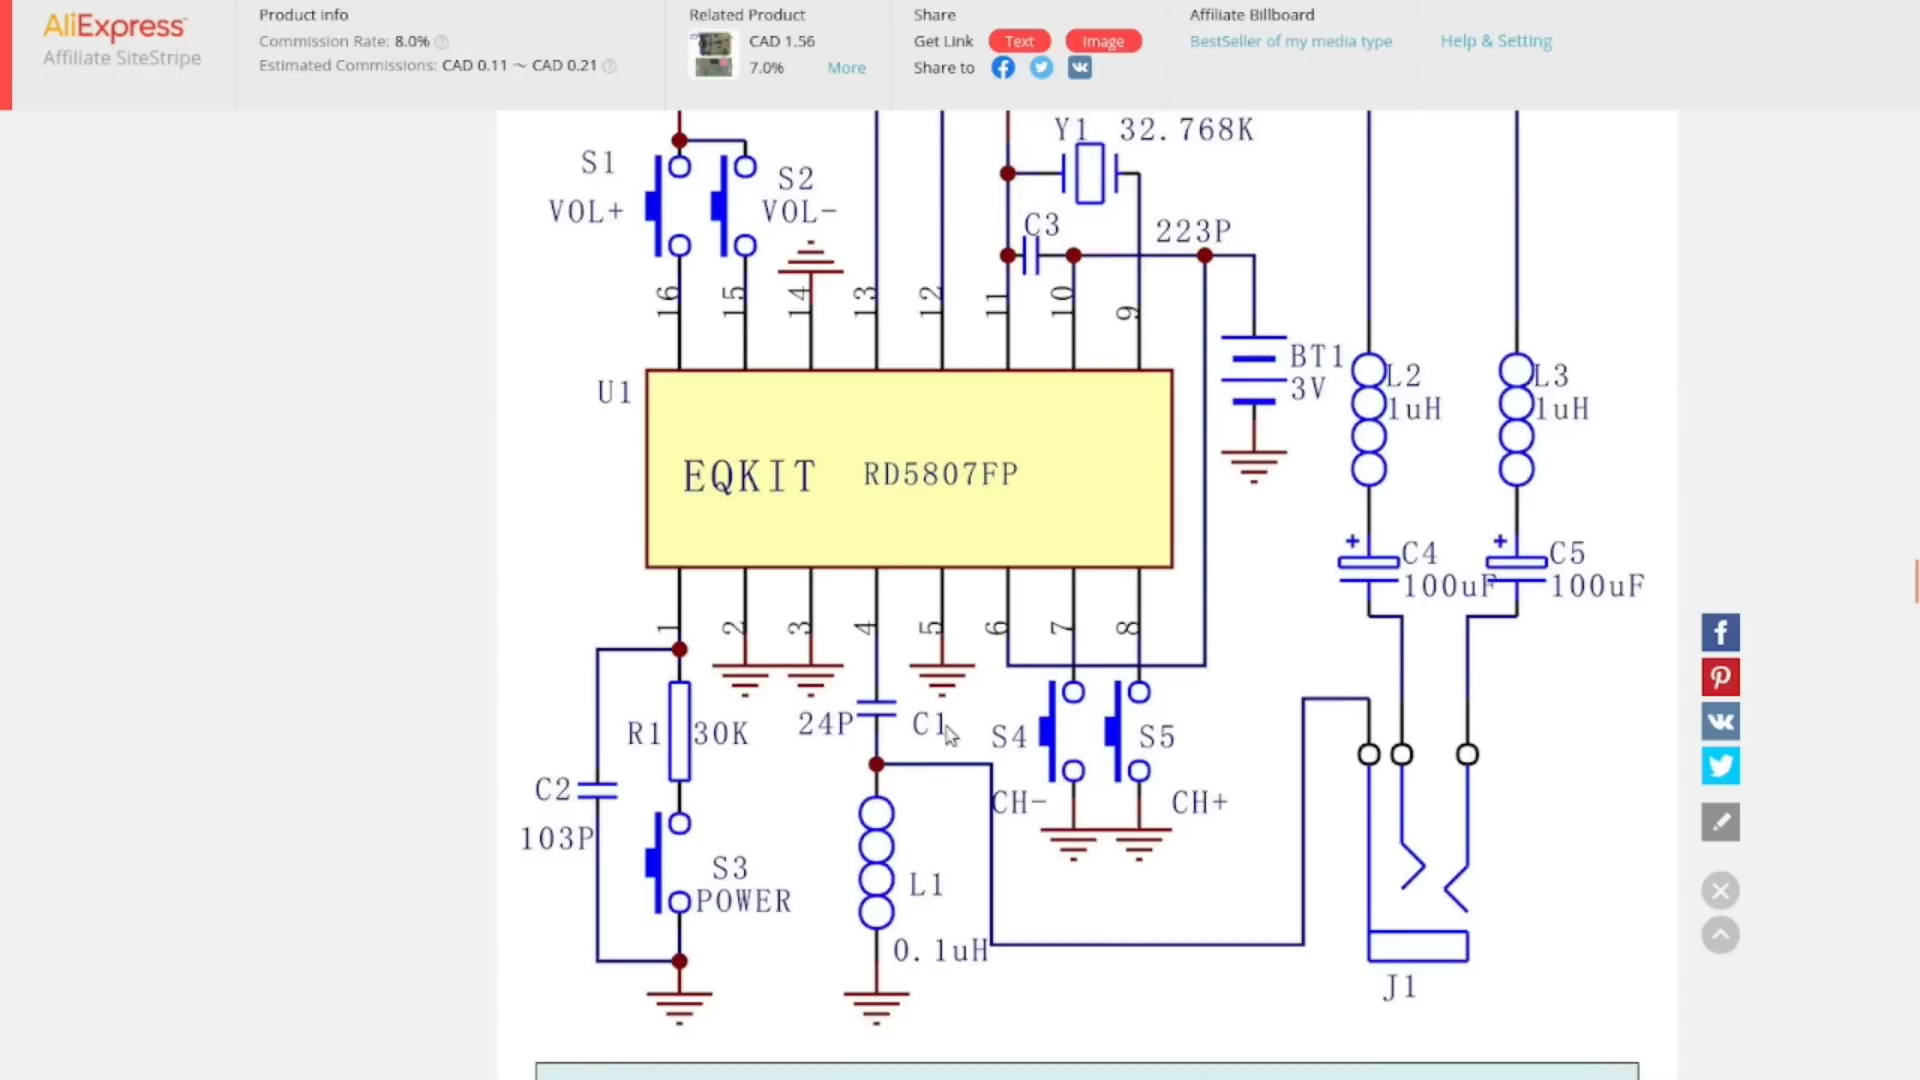 AliExpress
Affiliate SiteStripe
Product info
Commission Rate: 8.0%
Estimated Commissions: CAD 0.11 ~ CAD 0.21
Related Product
CAD 1.56
7.0%
More
Share
Get Link
Text
Image
Share to
Affiliate Billboard
BestSeller of my media type
Help & Setting
Y1 32.768K
S1
VOL+
S2
VOL-
C3
223P
16
15
14
13
12
11
10
9
U1
EQKIT RD5807FP
BT1
3V
L2
1uH
L3
1uH
C4
100uF
C5
100uF
1
2
3
4
5
6
7
8
R1
30K
24P
C1
S4
S5
C2
103P
CH-
CH+
S3
POWER
L1
0.1uH
J1